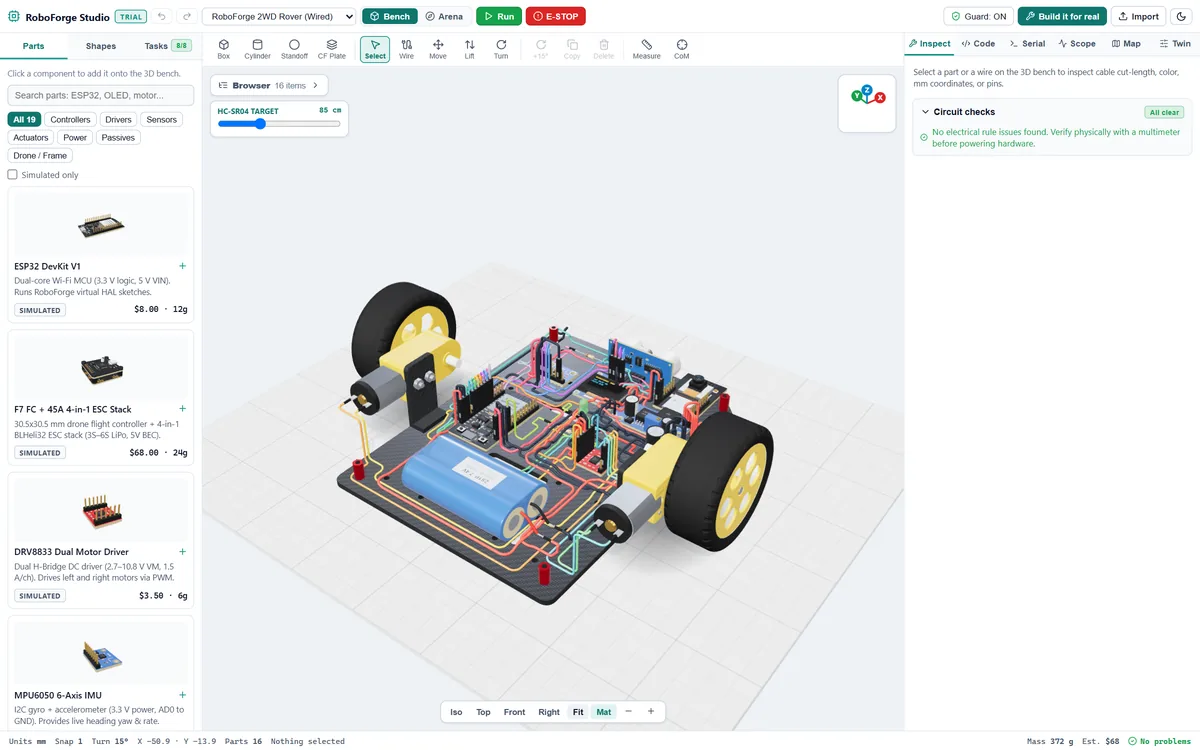 RoboForge Studio TRIAL RoboForge 2WD Rover (Wired) Bench Arena Run E-STOP Guard: ON Build it for real Import
Parts Shapes Tasks 8/8
Click a component to add it onto the 3D bench.
Search parts: ESP32, OLED, motor...
All 19 Controllers Drivers Sensors
Actuators Power Passives
Drone / Frame
Simulated only
ESP32 DevKit V1 +
Dual-core Wi-Fi MCU (3.3 V logic, 5 V VIN).
Runs RoboForge virtual HAL sketches.
SIMULATED $8.00 · 12g
F7 FC + 45A 4-in-1 ESC Stack +
30.5x30.5 mm drone flight controller + 4-in-1
BLHeli32 ESC stack (3S–6S LiPo, 5V BEC).
SIMULATED $68.00 · 24g
DRV8833 Dual Motor Driver +
Dual H-Bridge DC driver (2.7–10.8 V VM, 1.5
A/ch). Drives left and right motors via PWM.
SIMULATED $3.50 · 6g
MPU6050 6-Axis IMU +
I2C gyro + accelerometer (3.3 V power, AD0 to
GND). Provides live heading yaw & rate.
Box Cylinder Standoff CF Plate Select Wire Move Lift Turn +15° Copy Delete Measure CoM
Browser 16 items
HC-SR04 TARGET 85 cm
Z
Y X
Iso Top Front Right Fit Mat − +
Inspect Code Serial Scope Map Twin
Select a part or a wire on the 3D bench to inspect cable cut-length, color,
mm coordinates, or pins.
Circuit checks All clear
No electrical rule issues found. Verify physically with a multimeter
before powering hardware.
Units mm Snap 1 Turn 15° X −50.9 · Y −13.9 Parts 16 Nothing selected Mass 372 g Est. $68 No problems